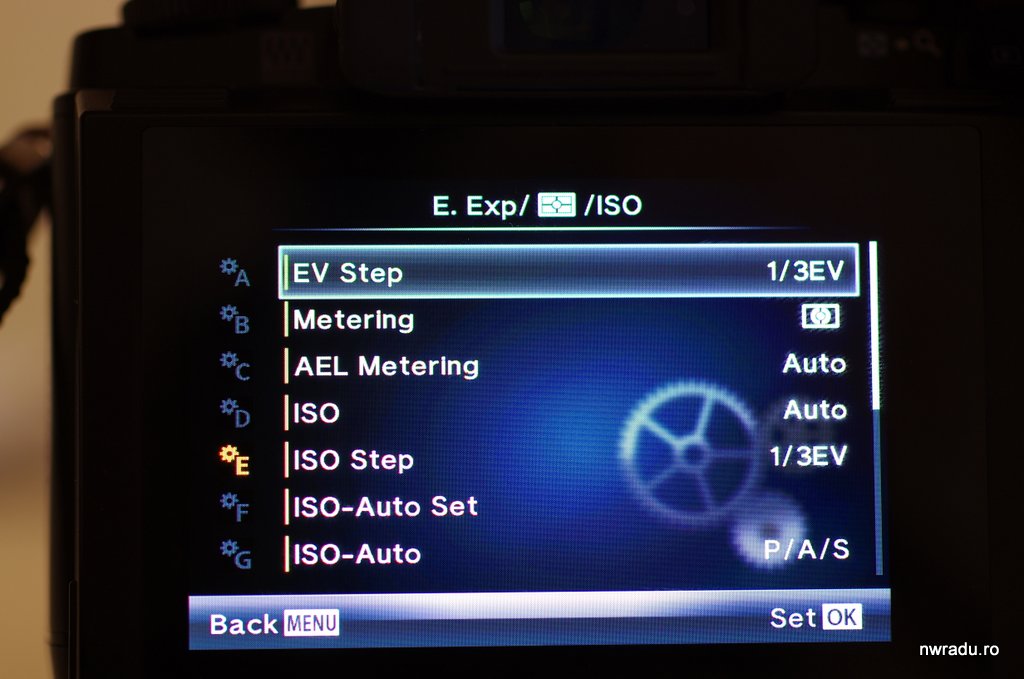 E. Exp/ /ISO
A EV Step 1/3EV
B Metering
C AEL Metering Auto
D ISO Auto
E ISO Step 1/3EV
F ISO-Auto Set
G ISO-Auto P/A/S
Back MENU Set OK
nwradu.ro